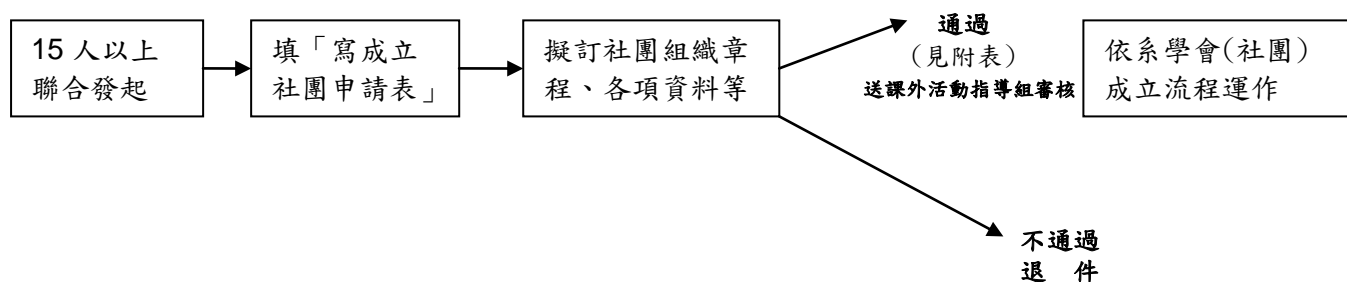 15 人以上
聯合發起
填「寫成立
社團申請表」
擬訂社團組織章
程、各項資料等
通過
(見附表)
送課外活動指導組審核
依系學會(社團)
成立流程運作
不通過
退　件